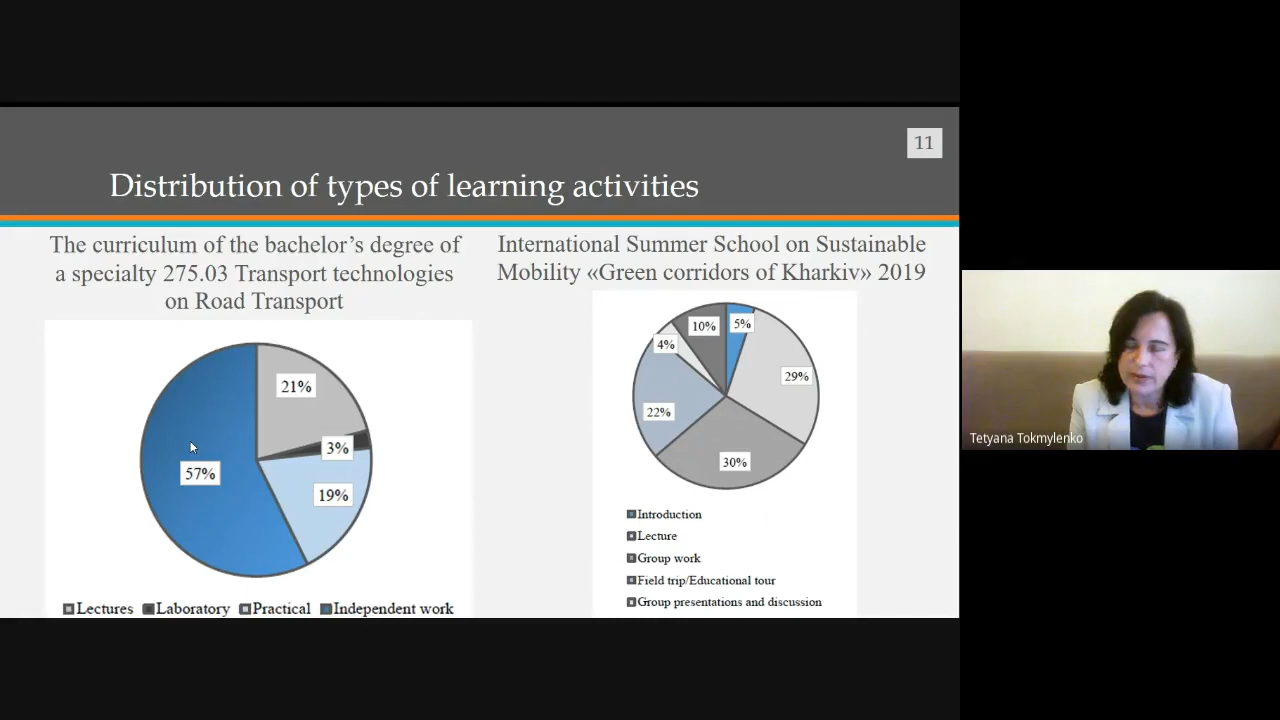 11
Distribution of types of learning activities
The curriculum of the bachelor’s degree of
a specialty 275.03 Transport technologies
on Road Transport
21%
3%
57%
19%
Lectures Laboratory Practical Independent work
International Summer School on Sustainable
Mobility «Green corridors of Kharkiv» 2019
10%
5%
4%
29%
22%
30%
Introduction
Lecture
Group work
Field trip/Educational tour
Group presentations and discussion
Tetyana Tokmylenko